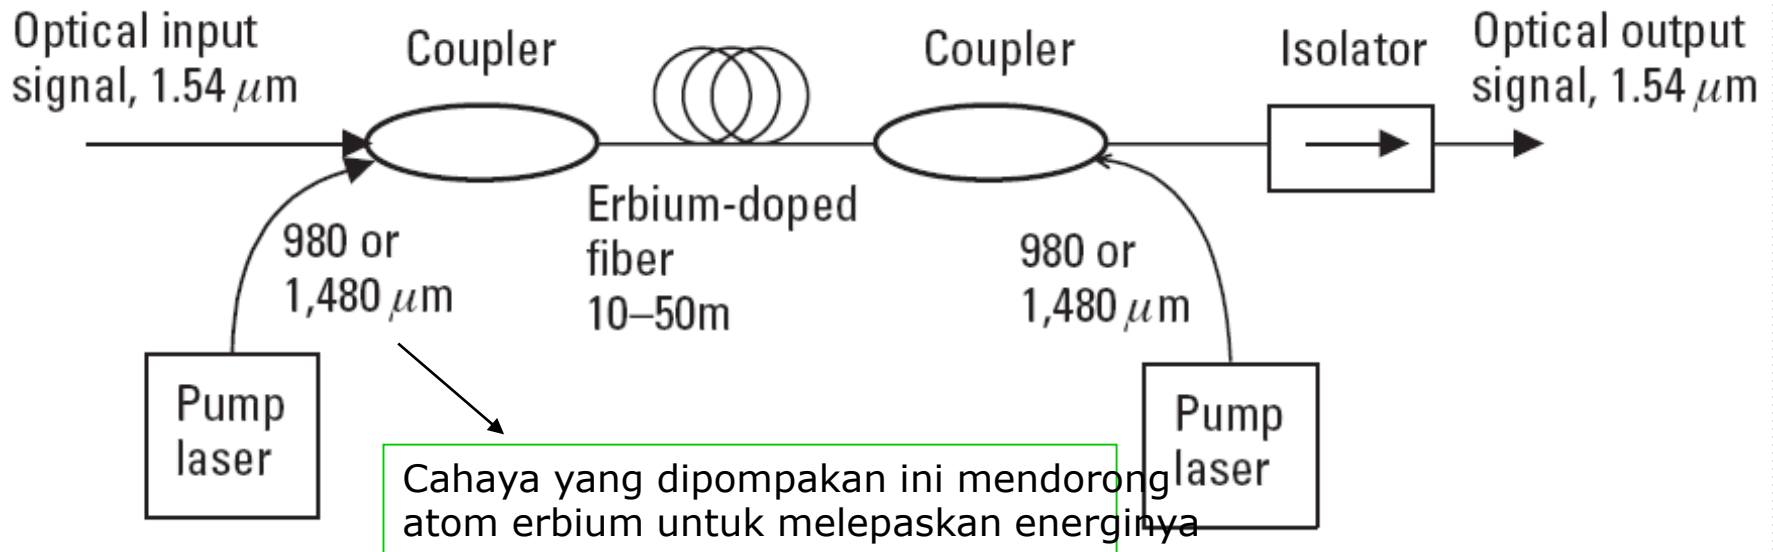 Optical input
signal, 1.54 μm
Coupler
Coupler
Isolator
Optical output
signal, 1.54 μm
Erbium-doped
fiber
10–50m
980 or
1,480 μm
980 or
1,480 μm
Pump
laser
Pump
laser
Cahaya yang dipompakan ini mendorong
atom erbium untuk melepaskan energinya